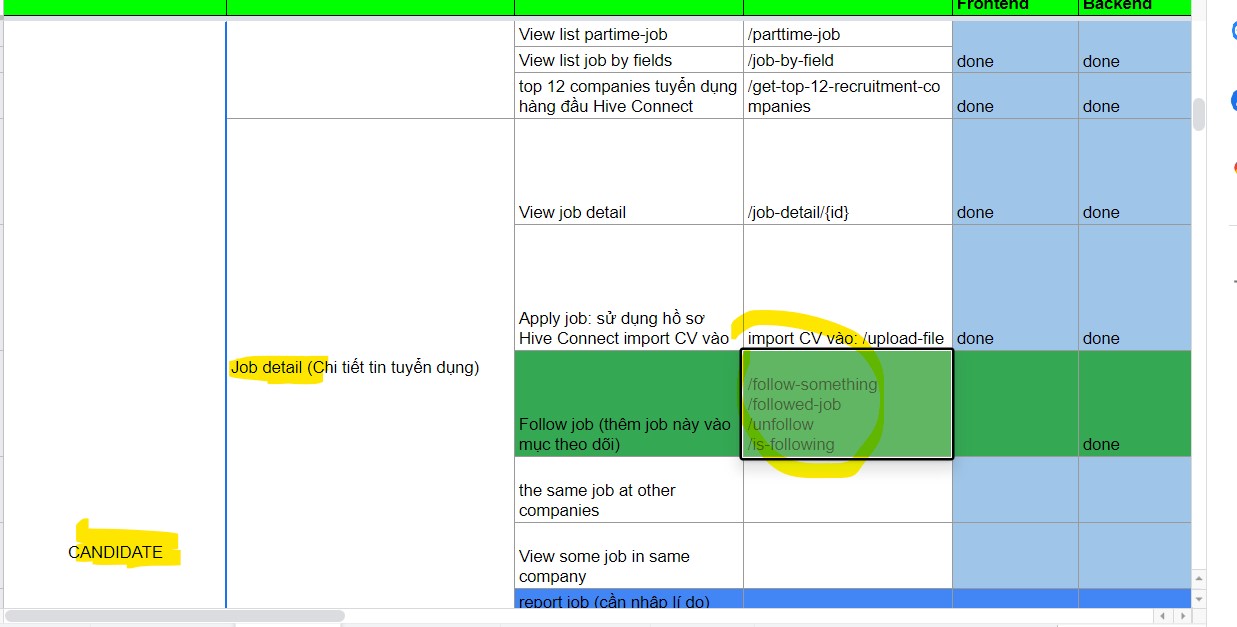 Frontend
Backend
View list partime-job
/parttime-job
View list job by fields
/job-by-field
done
done
top 12 companies tuyển dụng
hàng đầu Hive Connect
/get-top-12-recruitment-co
mpanies
done
done
View job detail
/job-detail/{id}
done
done
Apply job: sử dụng hồ sơ
Hive Connect import CV vào
import CV vào: /upload-file
done
done
Job detail (Chi tiết tin tuyển dụng)
Follow job (thêm job này vào
mục theo dõi)
/follow-something
/followed-job
/unfollow
/is-following
done
the same job at other
companies
CANDIDATE
View some job in same
company
report job (cần nhập lí do)